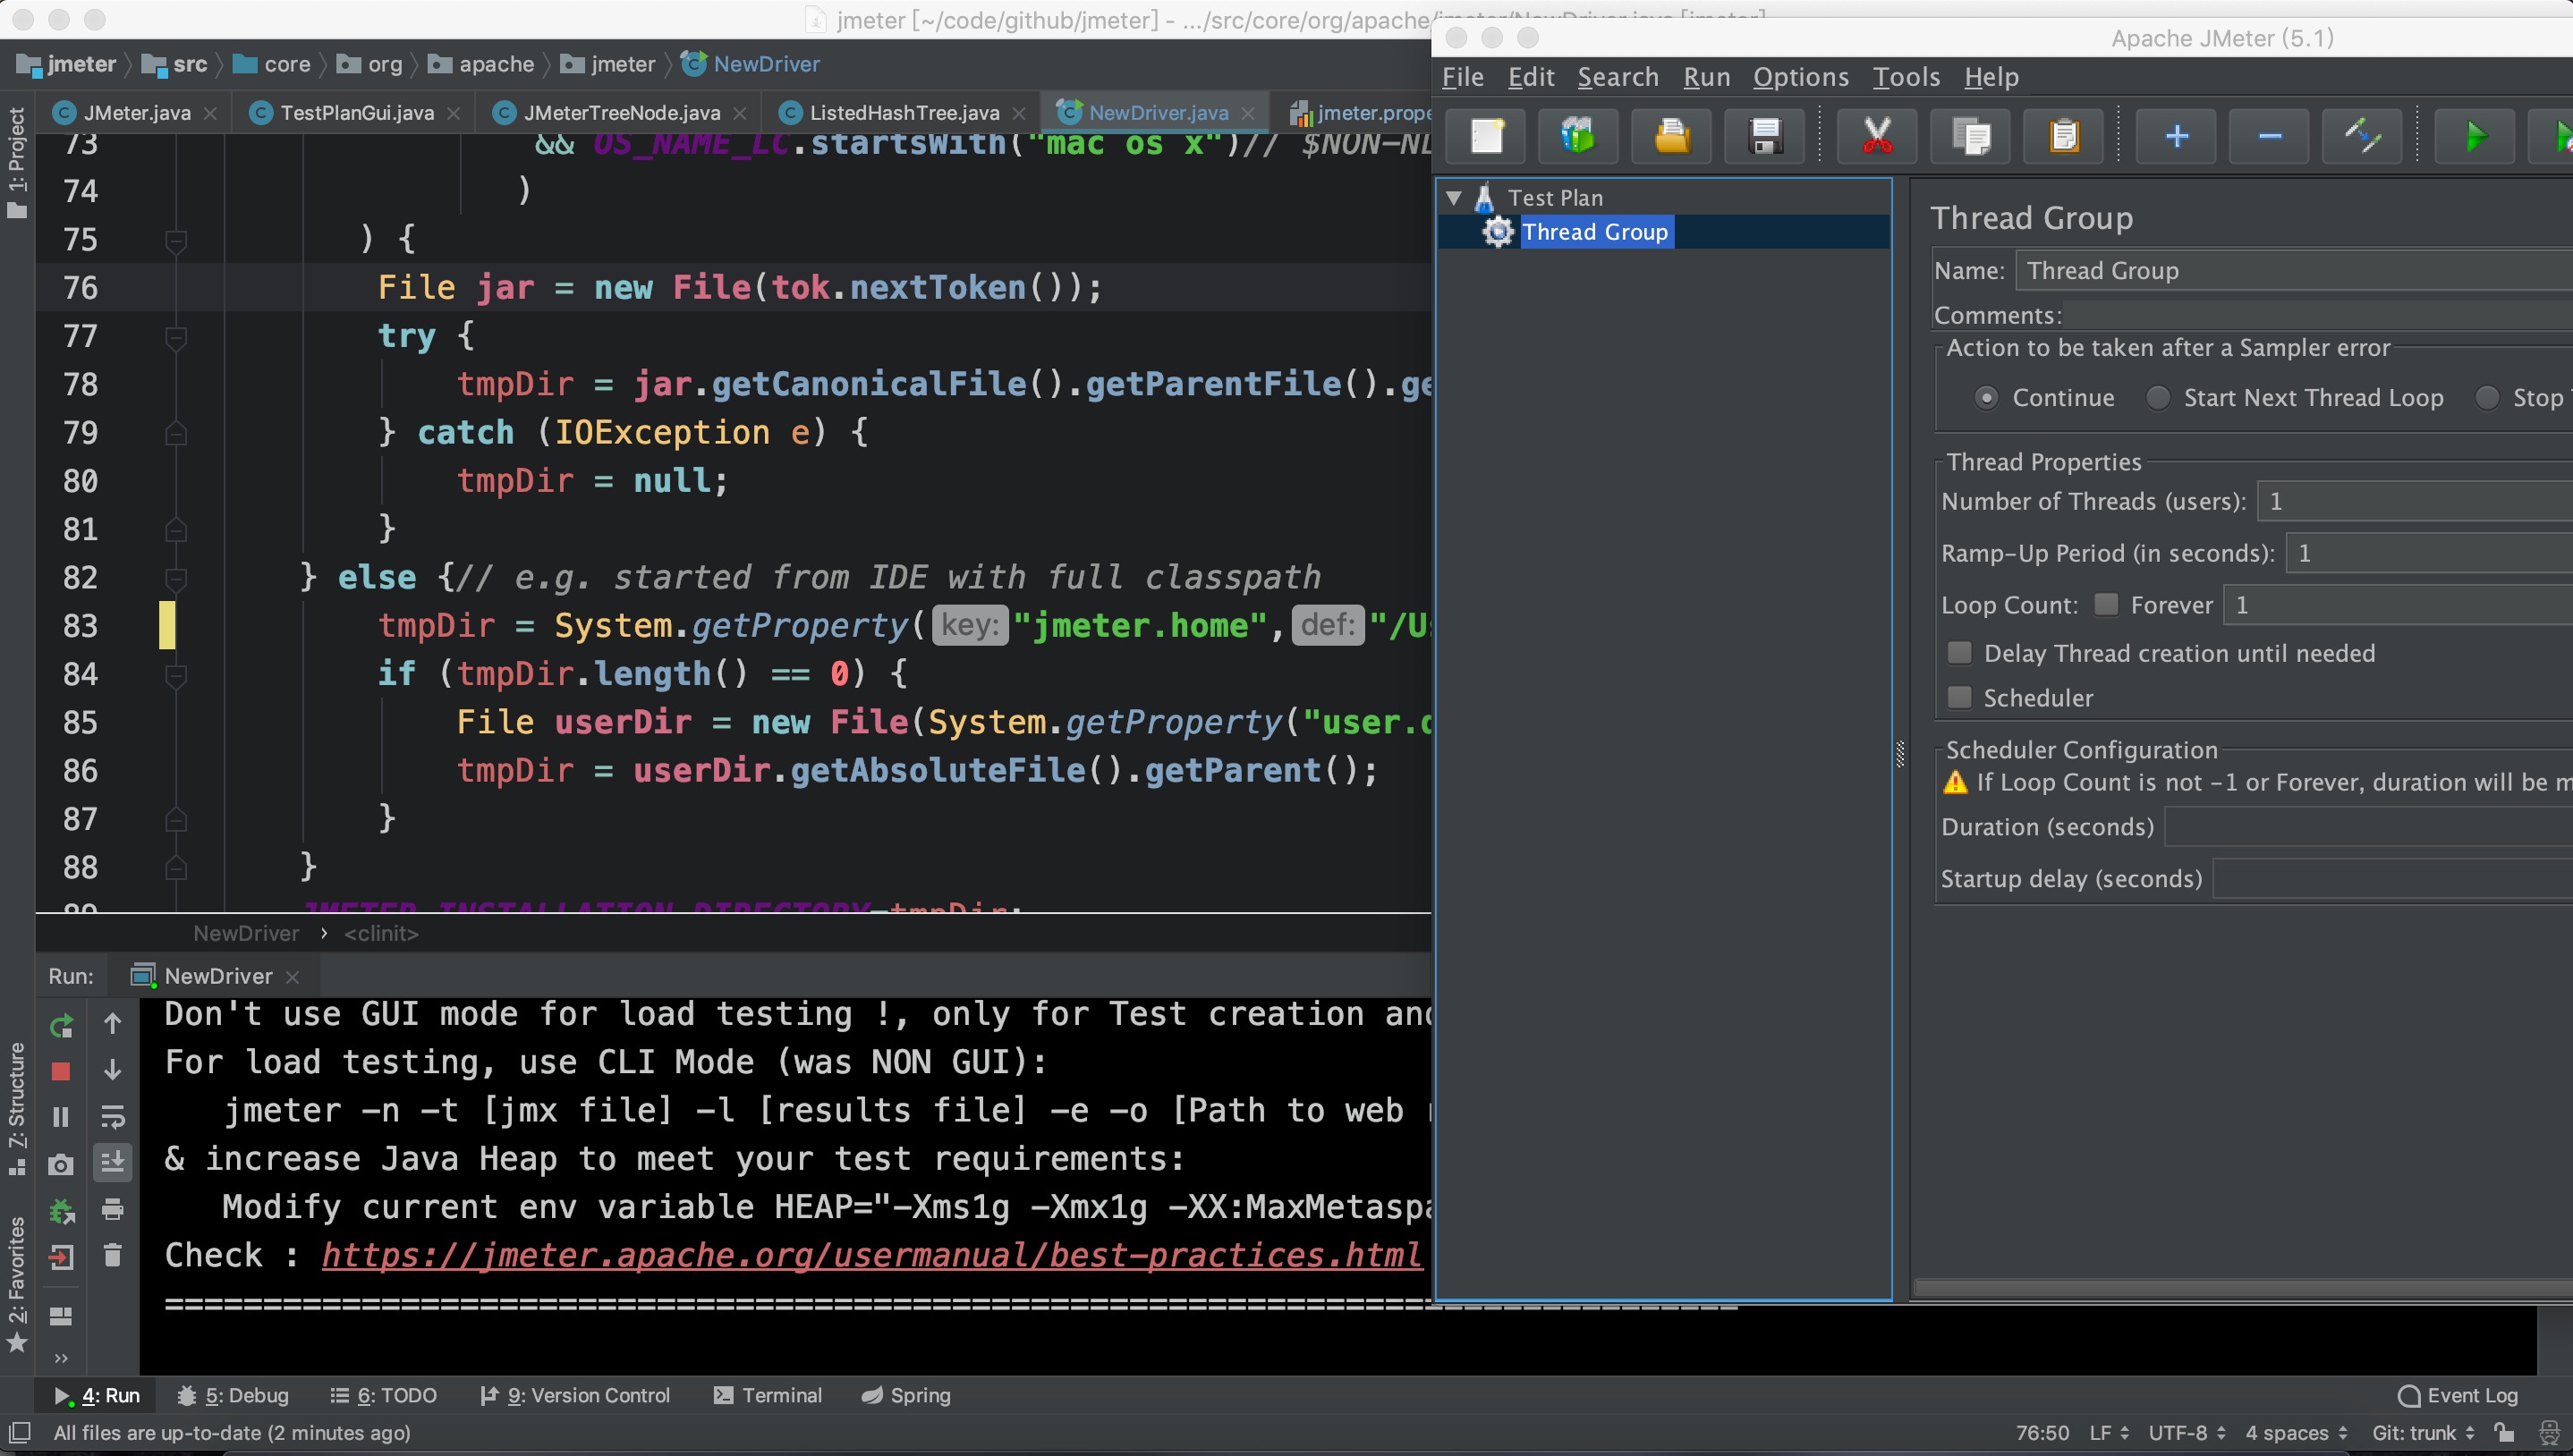 jmeter [~/code/github/jmeter] - .../src/core/org/apache/jmeter/NewDriver.java [jmeter]
jmeter src core org apache jmeter NewDriver
JMeter.java TestPlanGui.java JMeterTreeNode.java ListedHashTree.java NewDriver.java jmeter.prope
1: Project
7: Structure
2: Favorites
73 && OS_NAME_LC.startsWith("mac os x")// $NON-NL
74 )
75 ) {
76 File jar = new File(tok.nextToken());
77 try {
78 tmpDir = jar.getCanonicalFile().getParentFile().ge
79 } catch (IOException e) {
80 tmpDir = null;
81 }
82 } else {// e.g. started from IDE with full classpath
83 tmpDir = System.getProperty( key: "jmeter.home", def: "/U
84 if (tmpDir.length() == 0) {
85 File userDir = new File(System.getProperty("user.d
86 tmpDir = userDir.getAbsoluteFile().getParent();
87 }
88 }
89 JMETER_INSTALLATION_DIRECTORY=tmpDir;
NewDriver › <clinit>
Run: NewDriver
Don't use GUI mode for load testing !, only for Test creation and
For load testing, use CLI Mode (was NON GUI):
jmeter -n -t [jmx file] -l [results file] -e -o [Path to web
& increase Java Heap to meet your test requirements:
Modify current env variable HEAP="-Xms1g -Xmx1g -XX:MaxMetaspa
Check : https://jmeter.apache.org/usermanual/best-practices.html
================================================================================
4: Run 5: Debug 6: TODO 9: Version Control Terminal Spring Event Log
All files are up-to-date (2 minutes ago) 76:50 LF UTF-8 4 spaces Git: trunk
Apache JMeter (5.1)
File Edit Search Run Options Tools Help
Test Plan
Thread Group
Thread Group
Name: Thread Group
Comments:
Action to be taken after a Sampler error
Continue Start Next Thread Loop Stop
Thread Properties
Number of Threads (users): 1
Ramp-Up Period (in seconds): 1
Loop Count: Forever 1
Delay Thread creation until needed
Scheduler
Scheduler Configuration
If Loop Count is not -1 or Forever, duration will be m
Duration (seconds)
Startup delay (seconds)